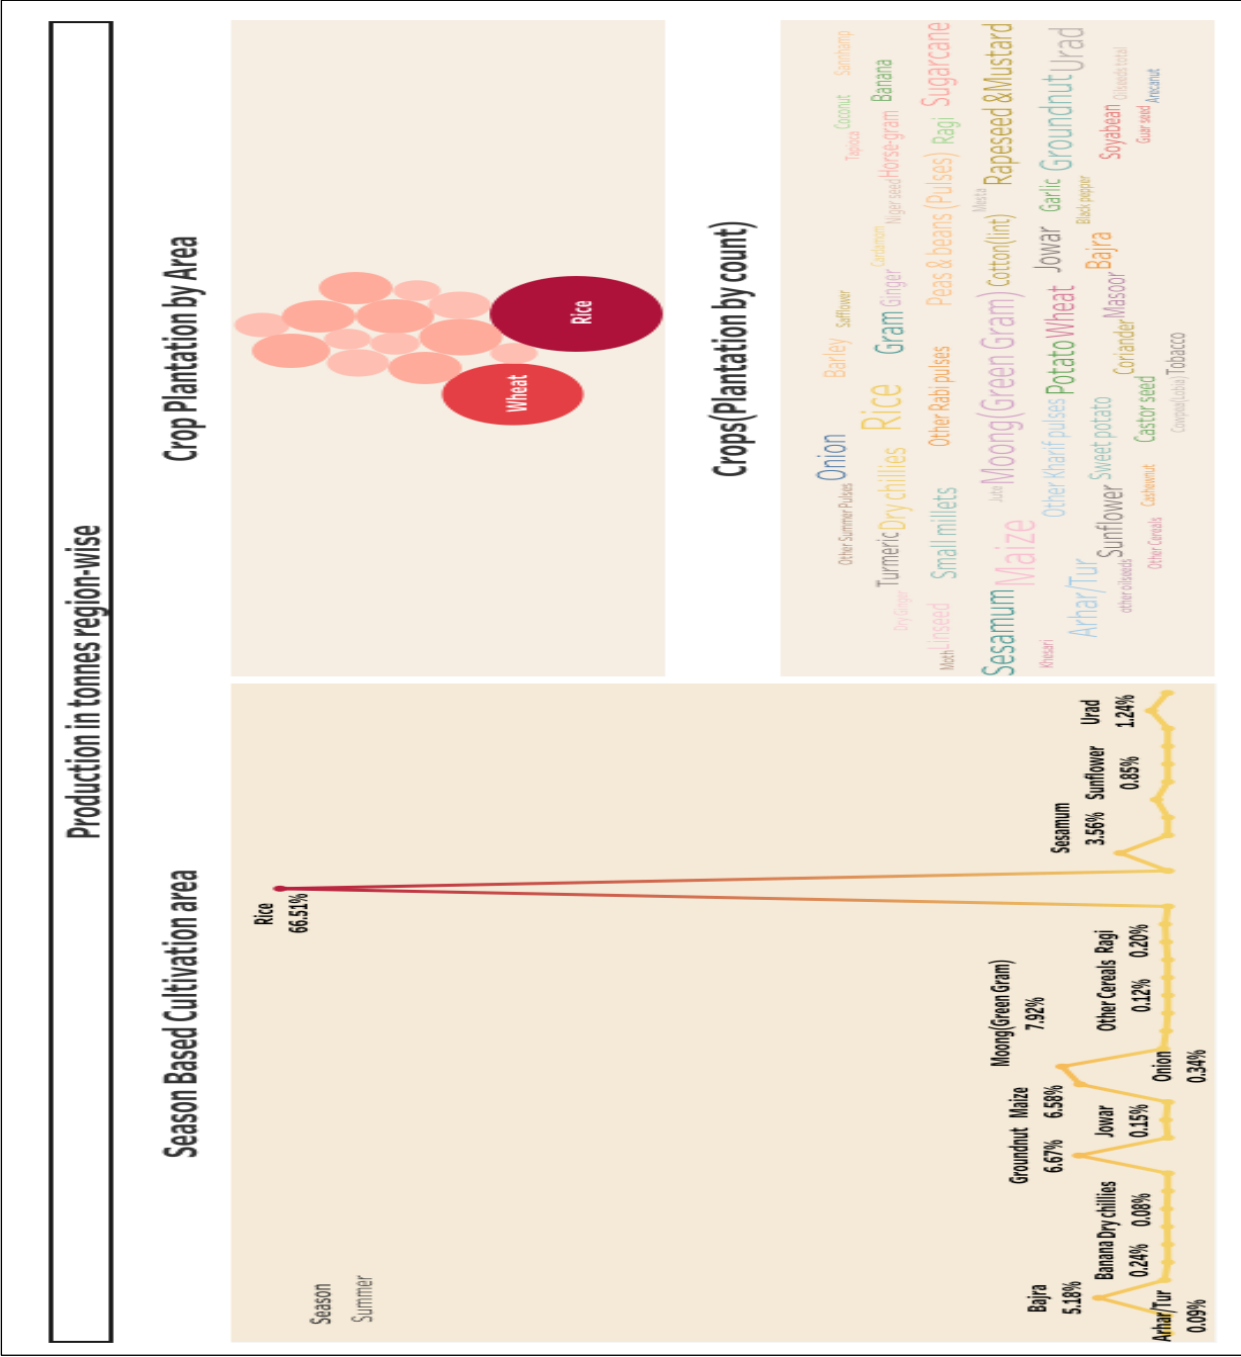 Production in tonnes region-wise
Season Based Cultivation area
Season
Summer
Rice
66.51%
Moong(Green Gram)
7.92%
Groundnut
6.67%
Maize
6.58%
Bajra
5.18%
Sesamum
3.56%
Urad
1.24%
Sunflower
0.85%
Banana
0.24%
Dry chillies
0.08%
Jowar
0.15%
Other Cereals
0.12%
Ragi
0.20%
Arhar/Tur
0.09%
Onion
0.34%
Crop Plantation by Area
Wheat
Rice
Crops(Plantation by count)
Onion
Barley
Safflower
Tapioca
Coconut
Sannhamp
Other Summer Pulses
Turmeric
Dry chillies
Rice
Gram
Ginger
Cardamom
Niger seed
Horse-gram
Banana
Dry Ginger
Moth
Linseed
Small millets
Other Rabi pulses
Peas & beans (Pulses)
Ragi
Sugarcane
Sesamum
Maize
Jute
Moong(Green Gram)
Cotton(lint)
Mesta
Rapeseed &Mustard
Khesari
Arhar/Tur
Other Kharif pulses
Potato
Wheat
Jowar
Garlic
Groundnut
Urad
Sunflower
Sweet potato
Bajra
Black pepper
other oilseeds
Coriander
Masoor
Soyabean
Oilseeds total
Other Cereals
Cashewnut
Castor seed
Guar seed
Arecanut
Cowpea(Lobia)
Tobacco